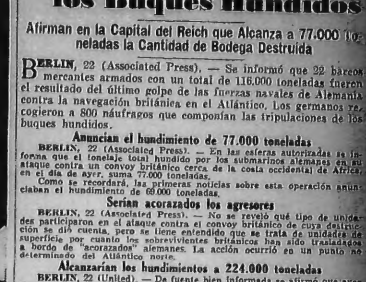 los Buques Hundidos
Afirman en la Capital del Reich que Alcanza a 77.000 To-
neladas la Cantidad de Bodega Destruída
BERLIN, 22 (Associated Press). — Se informó que 22 barcos
mercantes armados con un total de 116.000 toneladas fueron
el resultado del último golpe de las fuerzas navales de Alemania
contra la navegación británica en el Atlántico. Los germanos re-
cogieron a 800 náufragos que componían las tripulaciones de los
buques hundidos.
Anuncian el hundimiento de 77.000 toneladas
BERLIN, 22 (Associated Press). — En las esferas autorizadas se in-
forma que el tonelaje total hundido por los submarinos alemanes en su
ataque contra un convoy británico cerca de la costa occidental de Africa,
en el día de ayer, suma 77.000 toneladas.
Como se recordará, las primeras noticias sobre esta operación anun-
ciaban el hundimiento de 69.000 toneladas.
Serían acorazados los agresores
BERLIN, 22 (Associated Press). — No se reveló qué tipo de unida-
des participaron en el ataque contra el convoy británico de cuya destruc-
ción se dió cuenta, pero se tiene entendido que se trata de unidades de
superficie por cuanto los sobrevivientes británicos han sido trasladados
a bordo de "acorazados" alemanes. La acción ocurrió en un punto no
determinado del Atlántico norte.
Alcanzarían los hundimientos a 224.000 toneladas
BERLIN, 22 (United). — De fuente bien informada se afirmó que